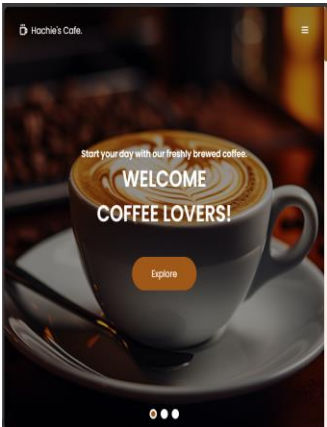 Hachie's Cafe.
Start your day with our freshly brewed coffee.
WELCOME
COFFEE LOVERS!
Explore